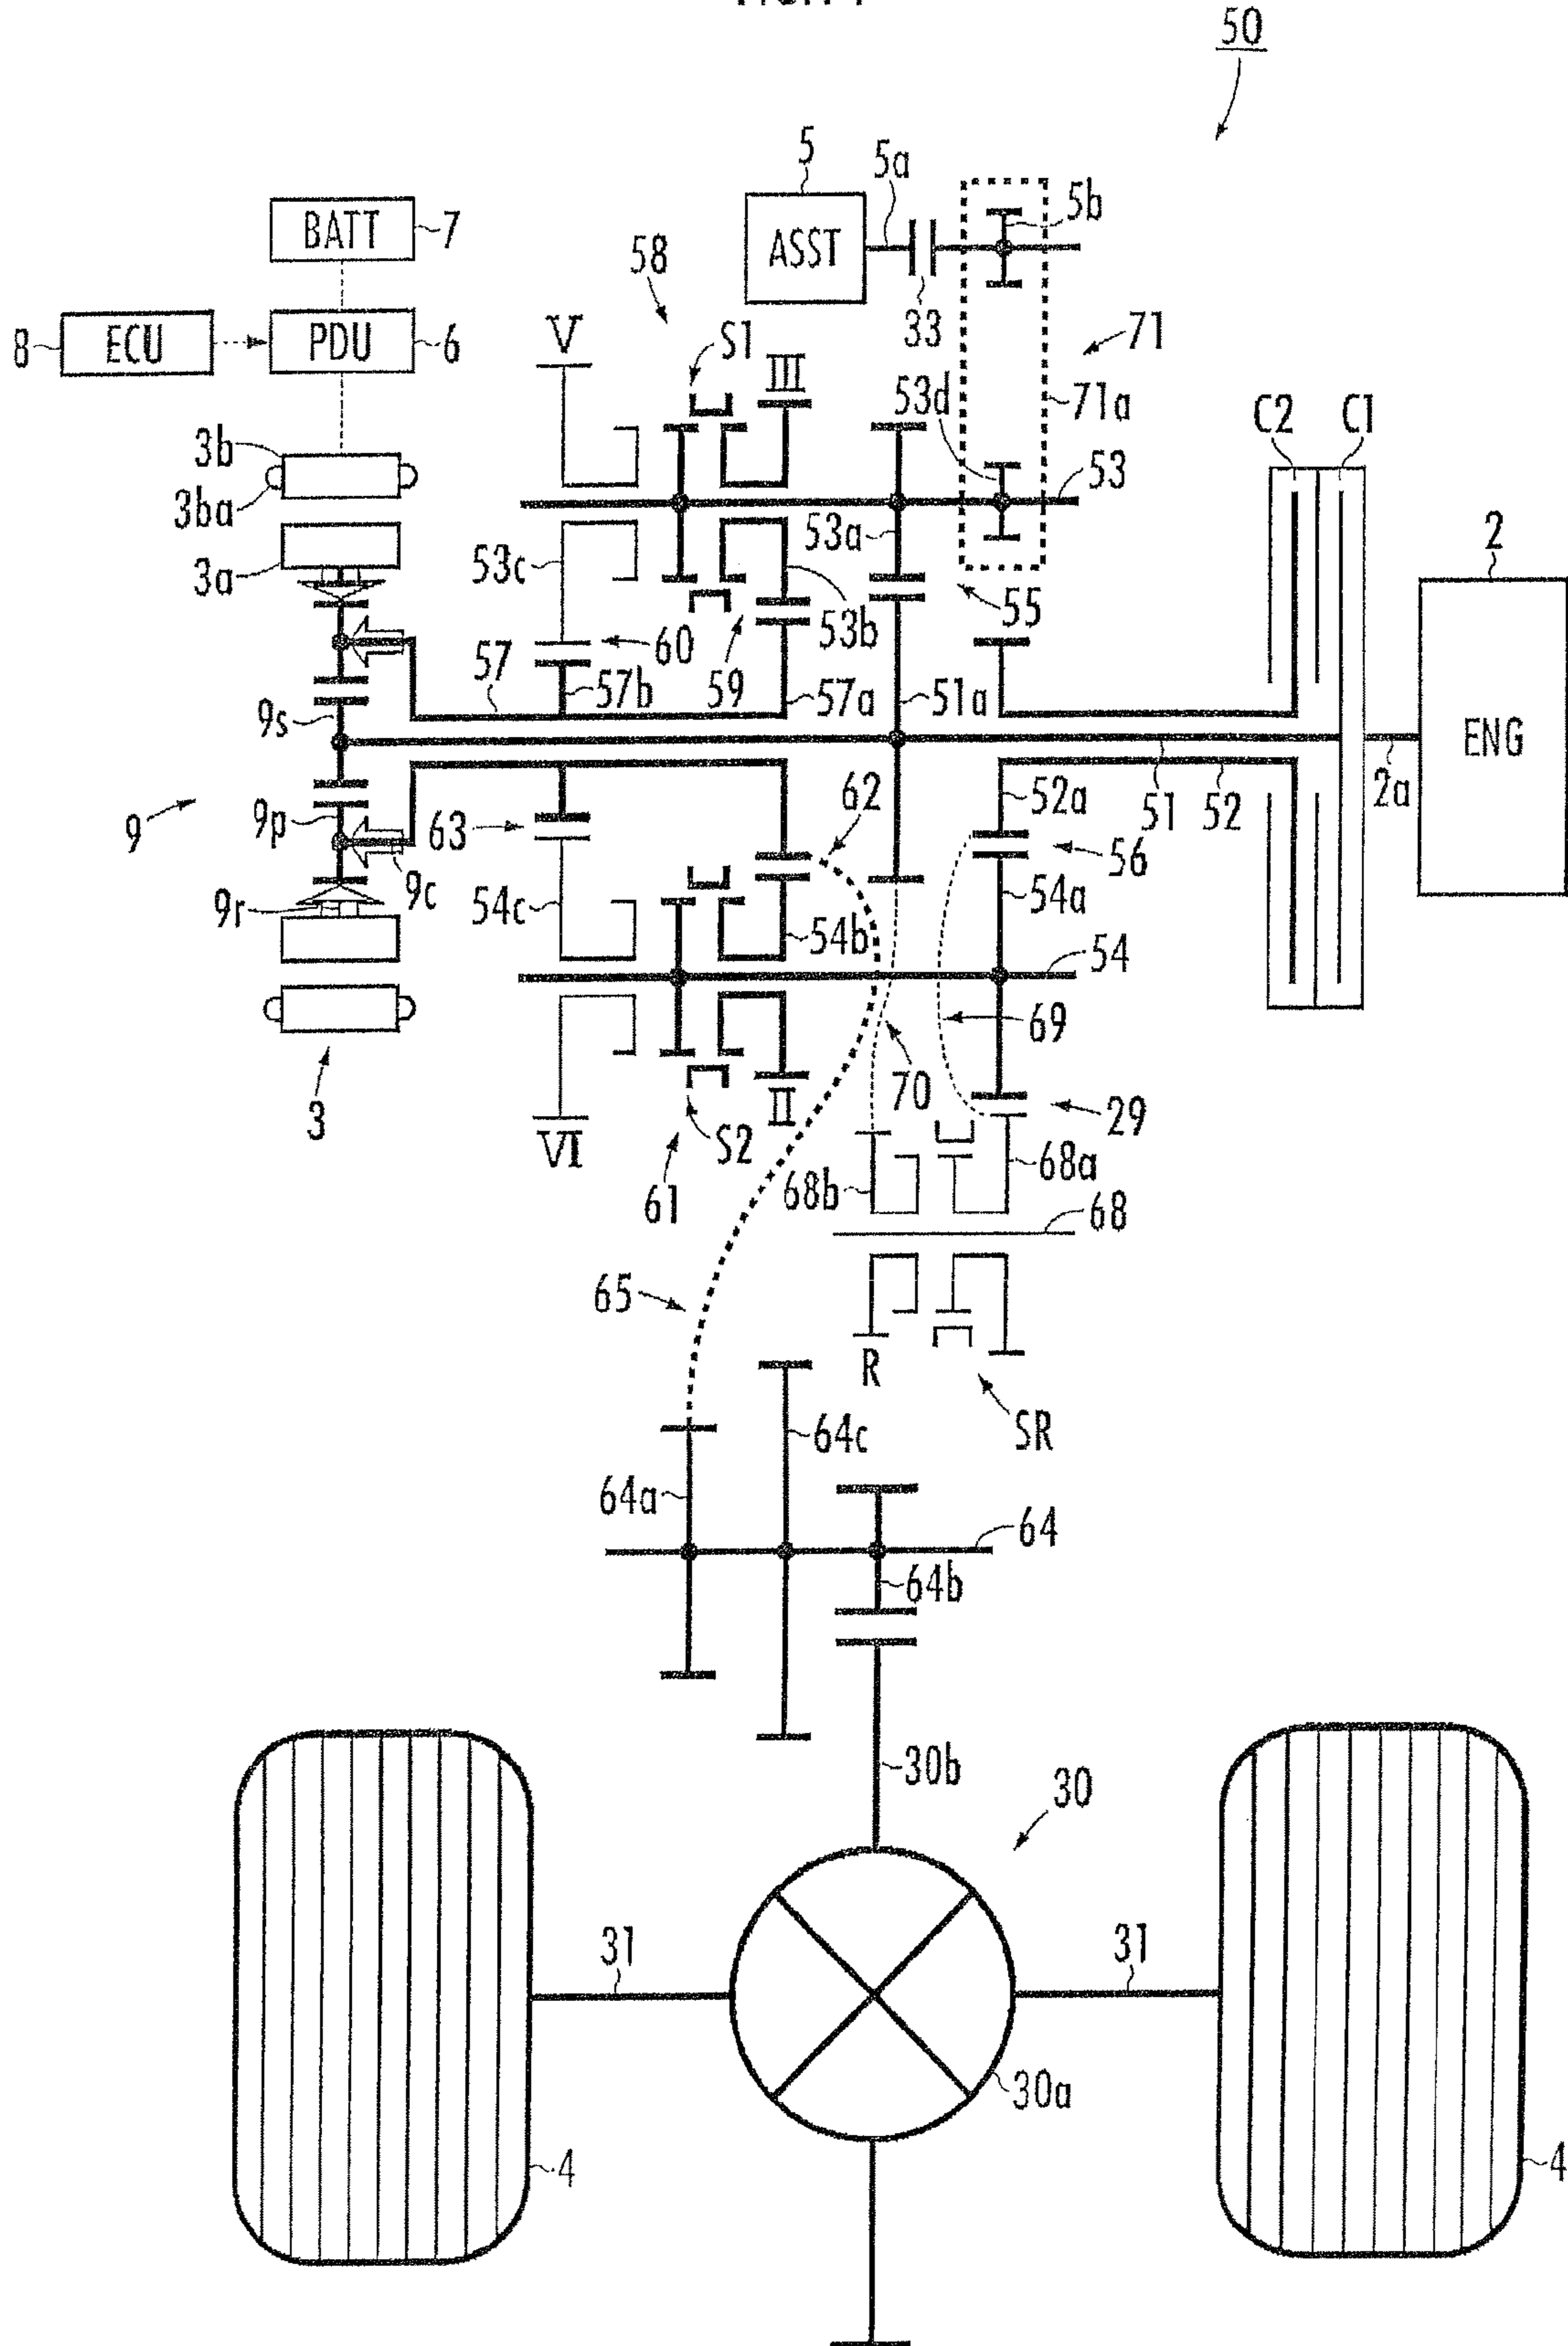 50
5
5a
5b
BATT
7
ASST
58
33
71
8
ECU
PDU
6
V
S1
III
53d
71a
C2
C1
3b
53
3ba
2
53a
3a
53c
55
60
53b
57
59
57b
57a
51a
9s
ENG
62
52a
51
52
2a
9
9p
63
56
9c
54a
9r
54c
54b
54
69
70
3
II
29
VI
S2
68a
68b
61
68
65
R
SR
64c
64a
64
64b
30b
30
31
31
30a
4
4